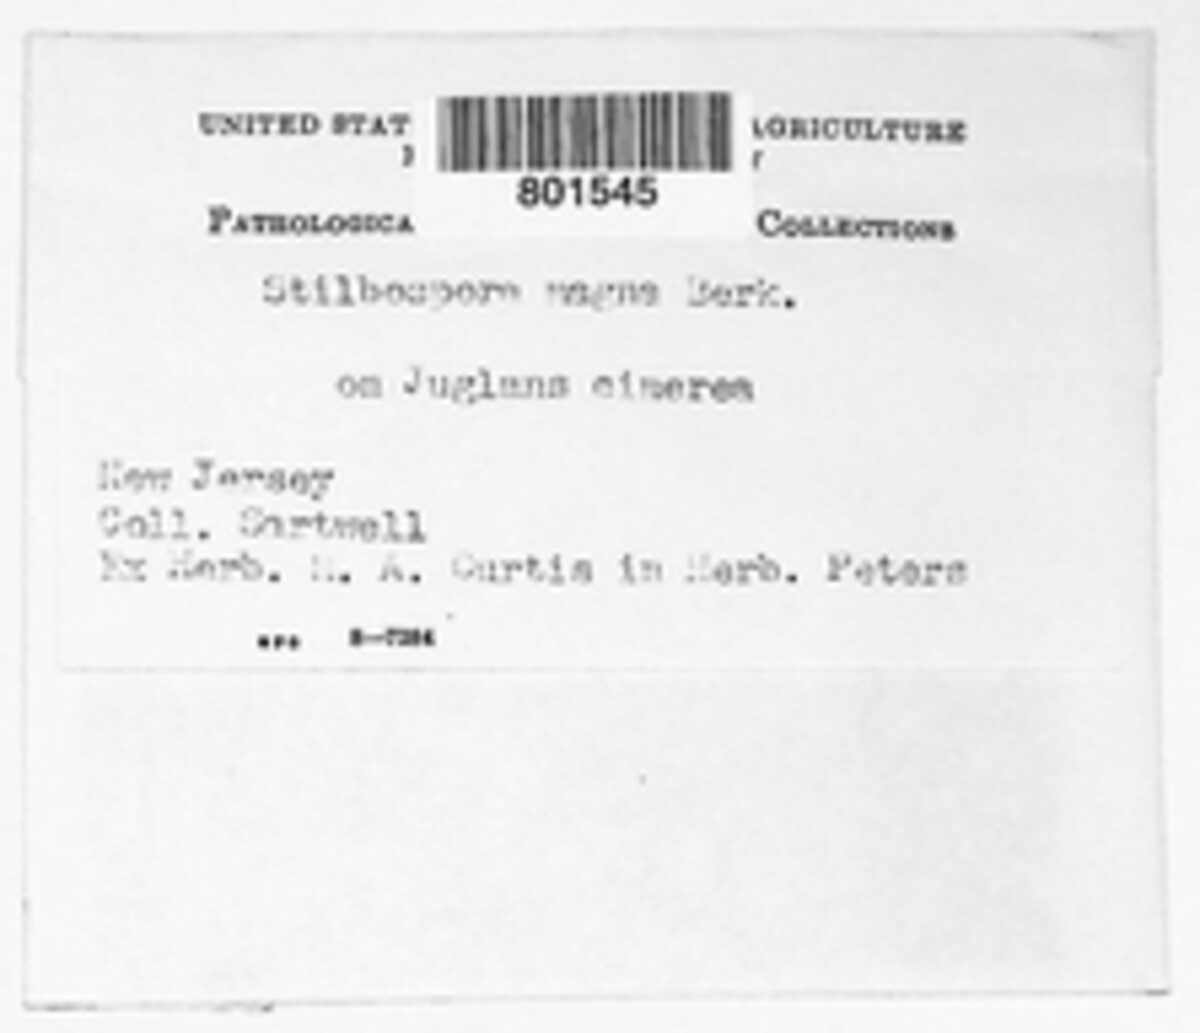 UNITED STAT AGRICULTURE
801545
PATHOLOGICA COLLECTIONS
Stilbospora magna Berk.
on Juglans cinerea
New Jersey
Coll. Sartwell
Ex Herb. M. A. Curtis in Herb. Peters